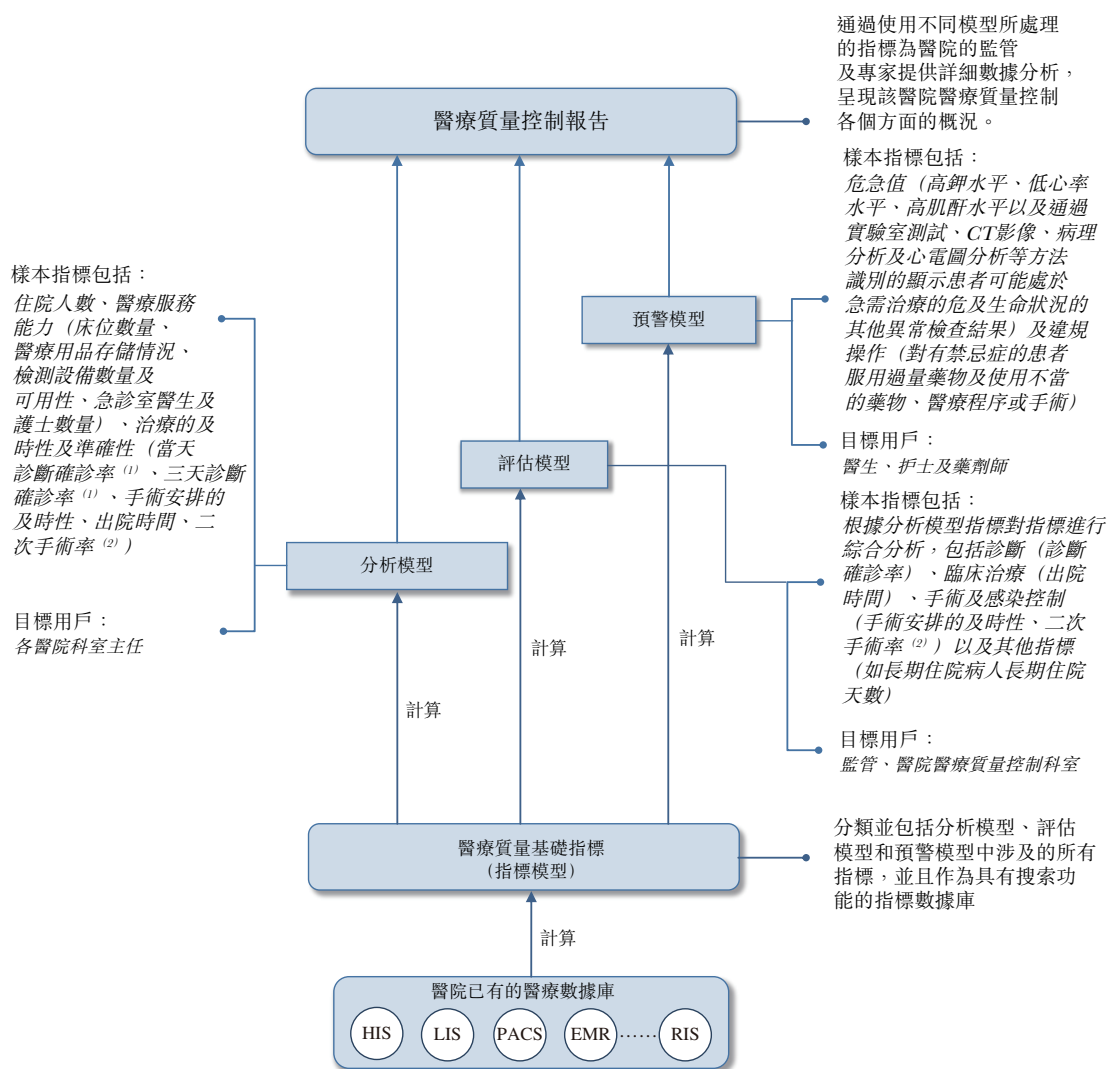 通過使用不同模型所處理
的指標為醫院的監管
及專家提供詳細數據分析，
呈現該醫院醫療質量控制
各個方面的概況。
醫療質量控制報告
樣本指標包括：
危急值（高鉀水平、低心率
水平、高肌酐水平以及通過
實驗室測試、CT影像、病理
分析及心電圖分析等方法
識別的顯示患者可能處於
急需治療的危及生命狀況的
其他異常檢查結果）及違規
操作（對有禁忌症的患者
服用過量藥物及使用不當
的藥物、醫療程序或手術）
目標用戶：
醫生、护士及藥劑師
預警模型
樣本指標包括：
住院人數、醫療服務
能力（床位數量、
醫療用品存儲情況、
檢測設備數量及
可用性、急診室醫生及
護士數量）、治療的及
時性及準確性（當天
診斷確診率⁽¹⁾、三天診斷
確診率⁽¹⁾、手術安排的
及時性、出院時間、二
次手術率⁽²⁾）
目標用戶：
各醫院科室主任
評估模型
樣本指標包括：
根據分析模型指標對指標進行
綜合分析，包括診斷（診斷
確診率）、臨床治療（出院
時間）、手術及感染控制
（手術安排的及時性、二次
手術率⁽²⁾）以及其他指標
（如長期住院病人長期住院
天數）
目標用戶：
監管、醫院醫療質量控制科室
分析模型
計算
計算
計算
醫療質量基礎指標
（指標模型）
分類並包括分析模型、評估
模型和預警模型中涉及的所有
指標，並且作為具有搜索功
能的指標數據庫
計算
醫院已有的醫療數據庫
HIS LIS PACS EMR …… RIS